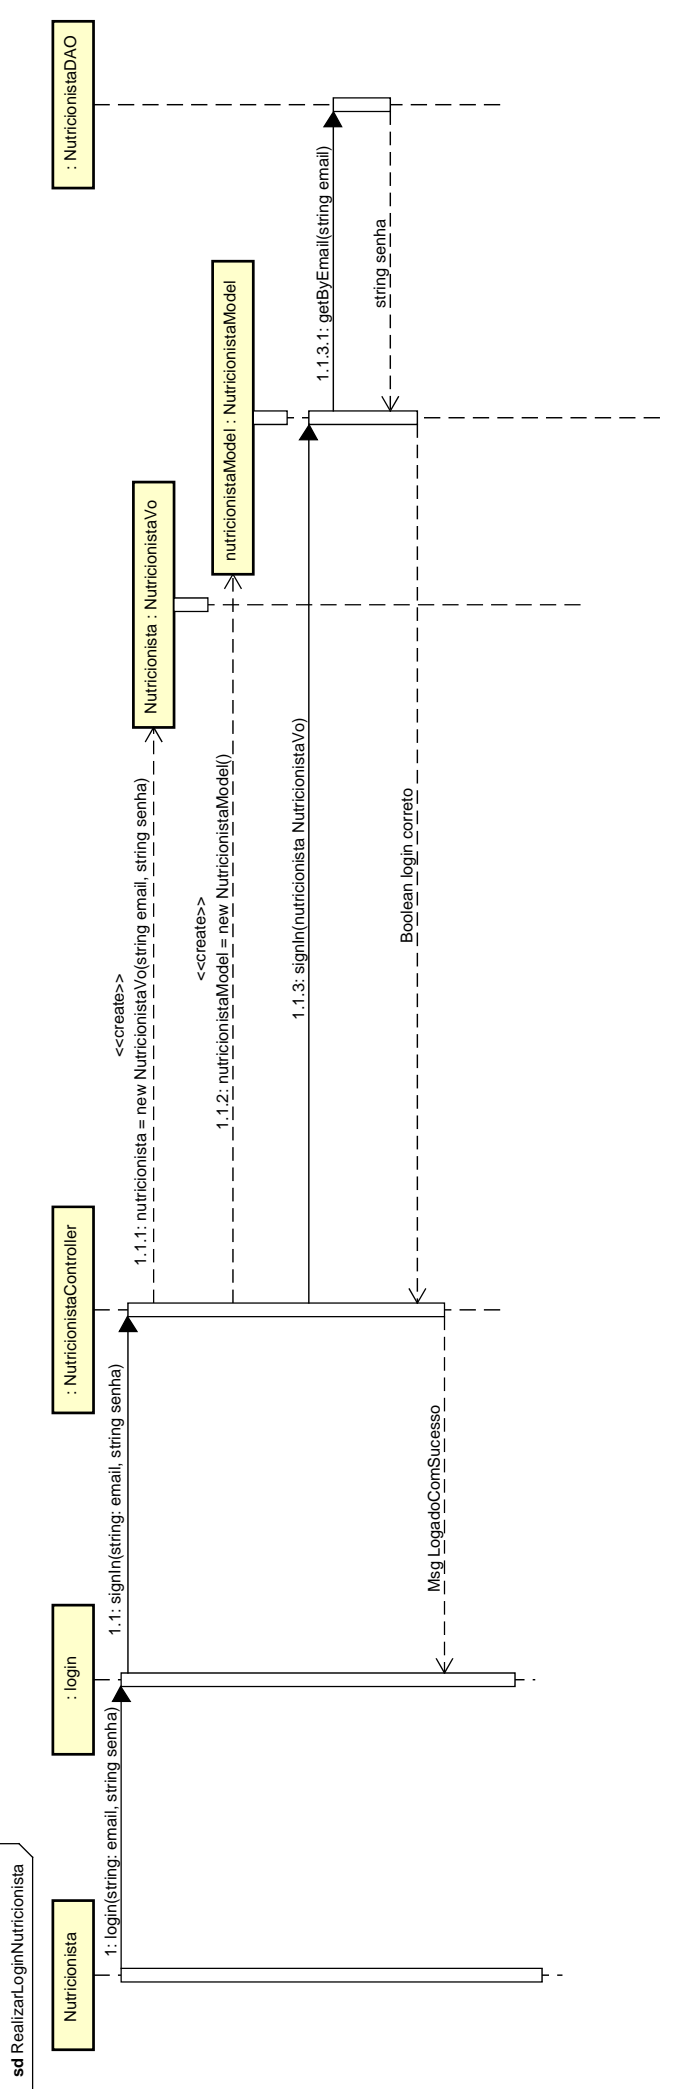 sd RealizarLoginNutricionista
Nutricionista
: login
: NutricionistaController
: NutricionistaDAO
1: login(string: email, string senha)
1.1: signIn(string: email, string senha)
<<create>>
1.1.1: nutricionista = new NutricionistaVo(string email, string senha)
Nutricionista : NutricionistaVo
<<create>>
1.1.2: nutricionistaModel = new NutricionistaModel()
nutricionistaModel : NutricionistaModel
1.1.3: signIn(nutricionista NutricionistaVo)
1.1.3.1: getByEmail(string email)
string senha
Boolean login correto
Msg LogadoComSucesso